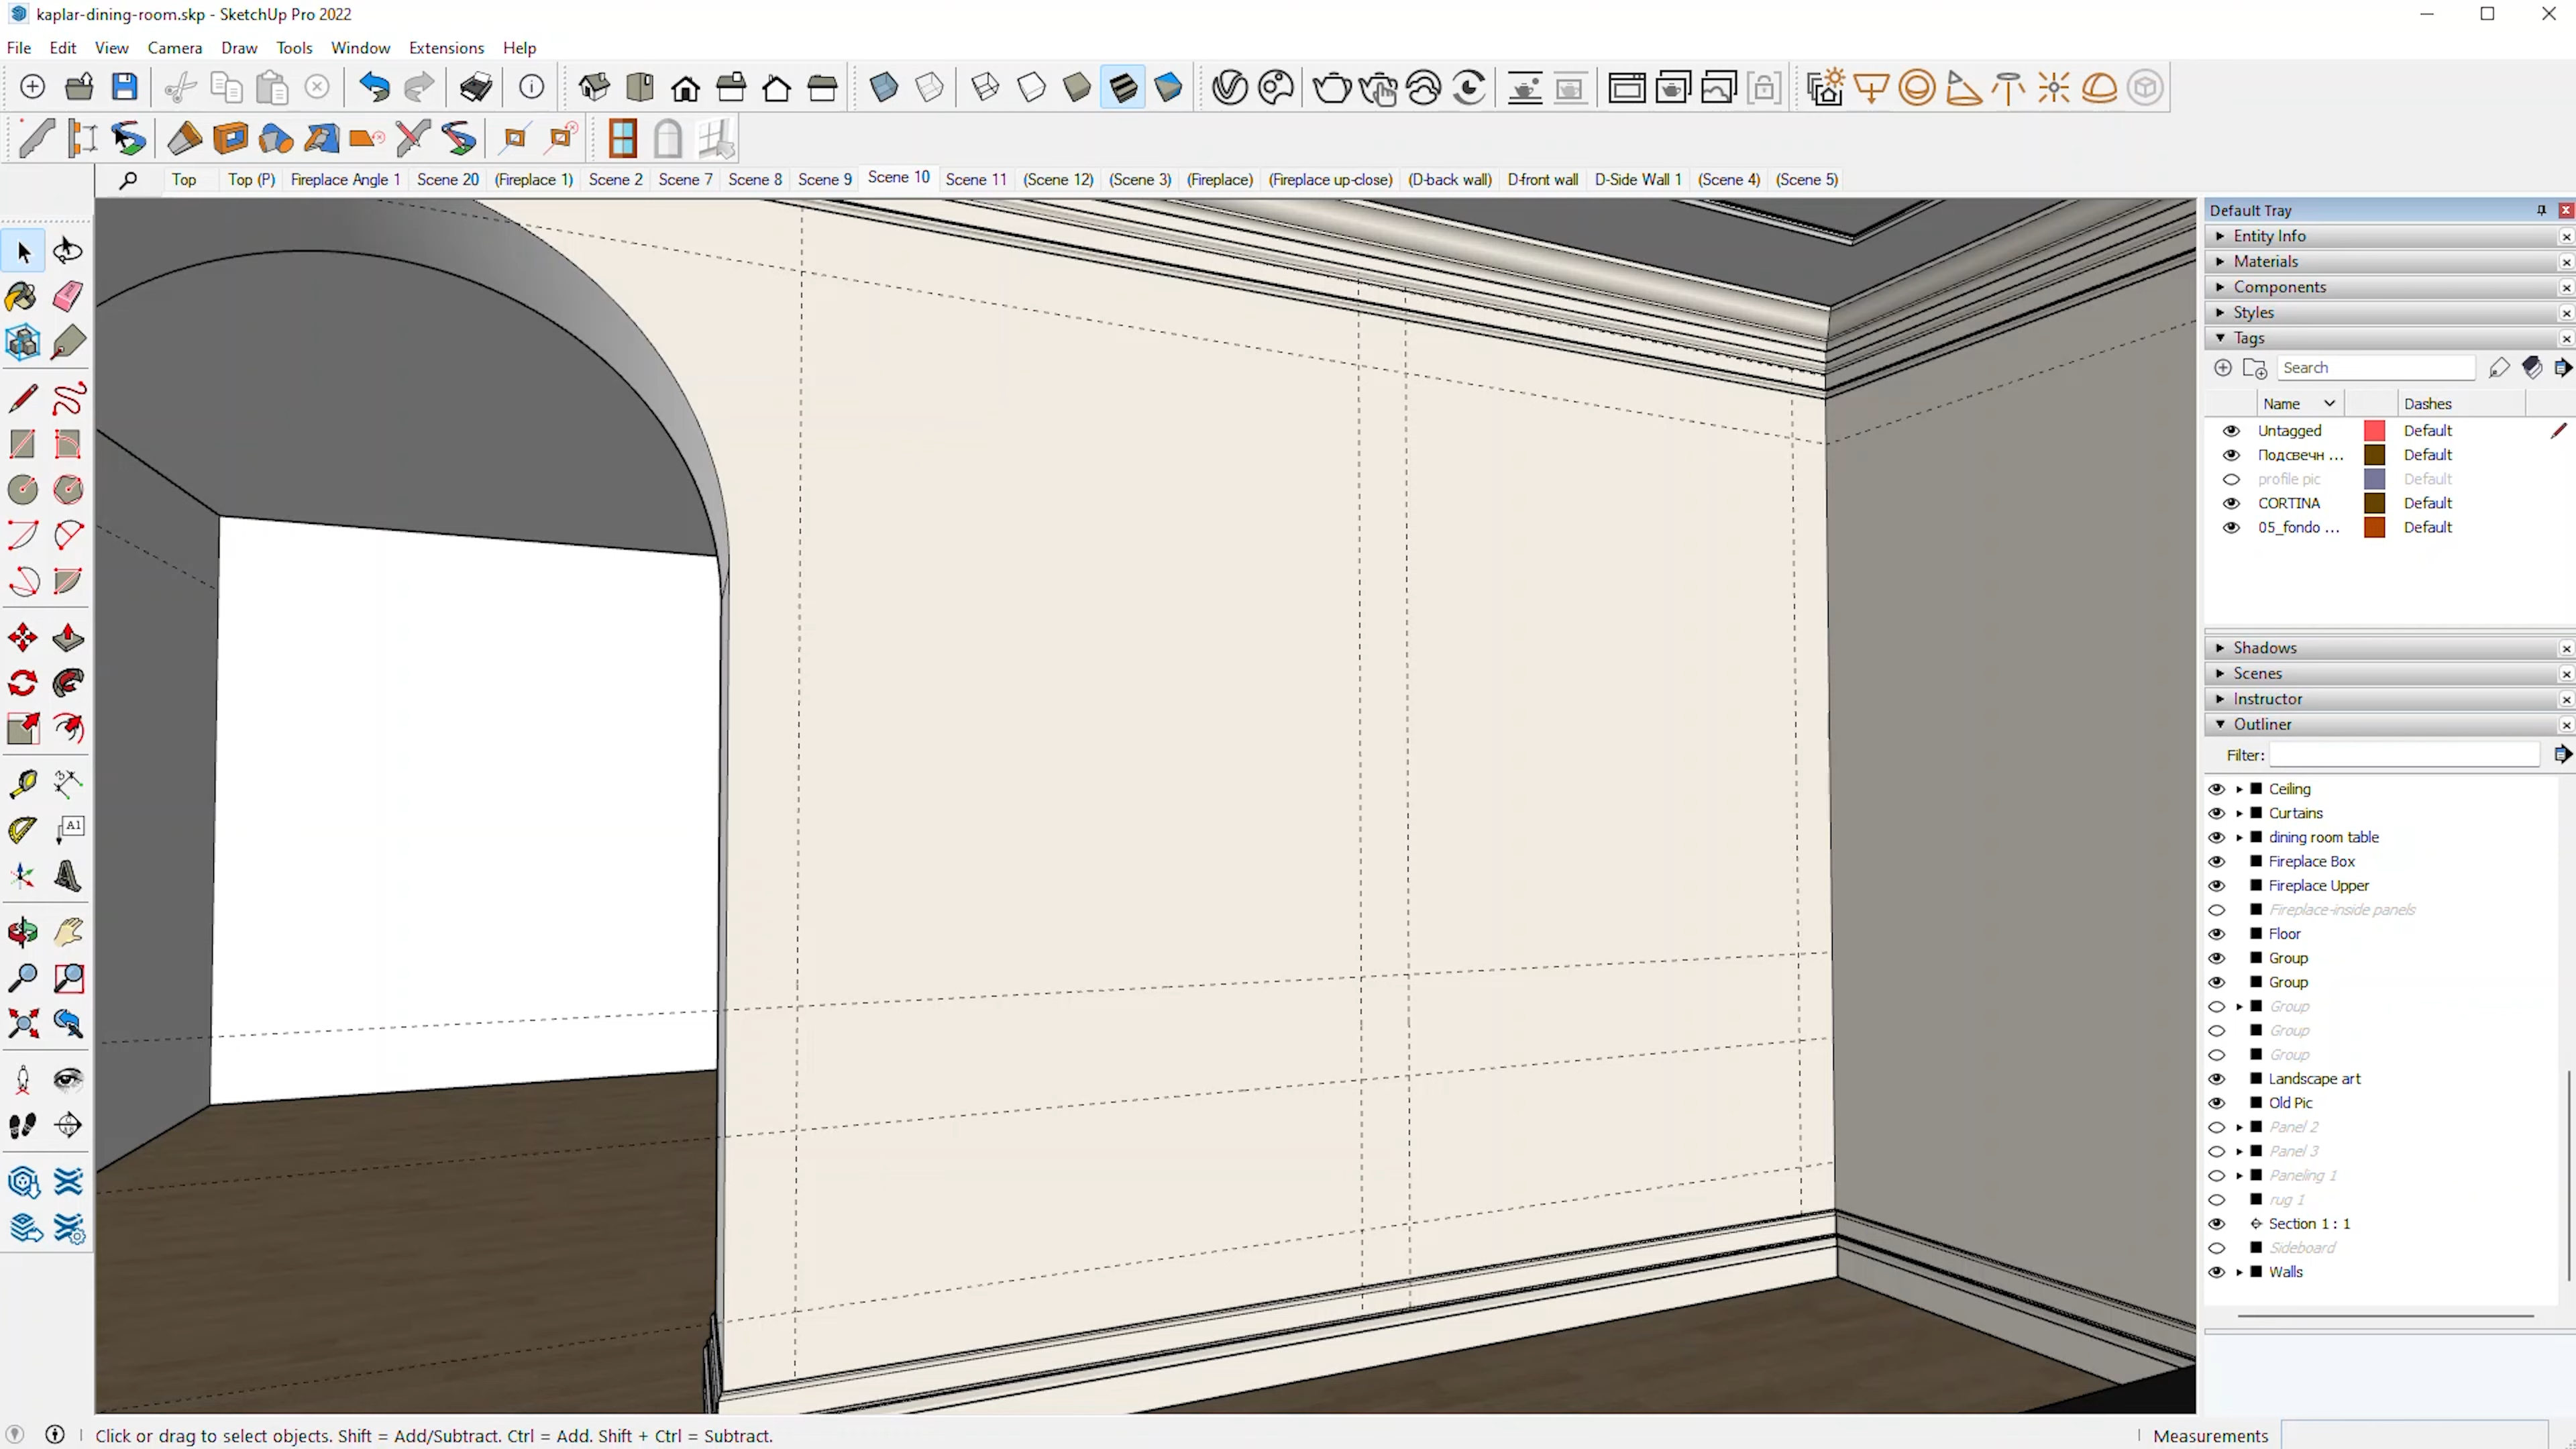 kaplar-dining-room.skp - SketchUp Pro 2022
File Edit View Camera Draw Tools Window Extensions Help
Top Top (P) Fireplace Angle 1 Scene 20 (Fireplace 1) Scene 2 Scene 7 Scene 8 Scene 9 Scene 10 Scene 11 (Scene 12) (Scene 3) (Fireplace) (Fireplace up-close) (D-back wall) D-front wall D-Side Wall 1 (Scene 4) (Scene 5)
A1
Default Tray
Entity Info
Materials
Components
Styles
Tags
Search
Name Dashes
Untagged Default
Подсвечн ... Default
profile pic Default
CORTINA Default
05_fondo ... Default
Shadows
Scenes
Instructor
Outliner
Filter:
Ceiling
Curtains
dining room table
Fireplace Box
Fireplace Upper
Fireplace-inside panels
Floor
Group
Group
Group
Group
Group
Landscape art
Old Pic
Panel 2
Panel 3
Paneling 1
rug 1
Section 1 : 1
Sideboard
Walls
Click or drag to select objects. Shift = Add/Subtract. Ctrl = Add. Shift + Ctrl = Subtract.
Measurements